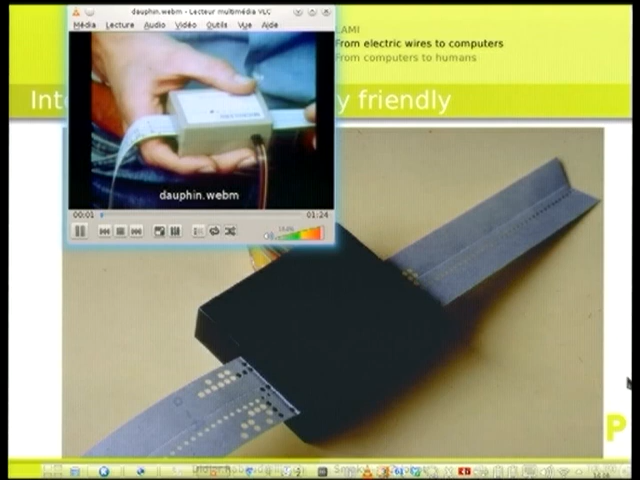 dauphin.webm - Lecteur multimédia VLC
Média Lecture Audio Vidéo Outils Vue Aide
LAMI
From electric wires to computers
From computers to humans
y friendly
dauphin.webm
00:01
01:24
P